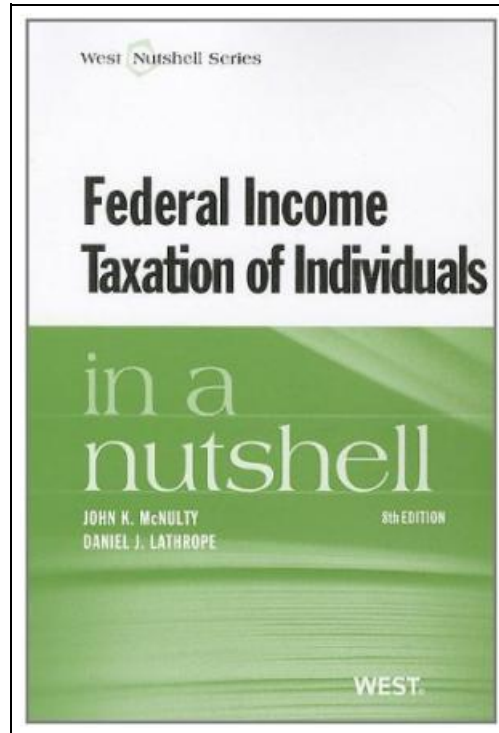 West Nutshell Series
Federal Income
Taxation of Individuals
in a
nutshell
JOHN K. McNULTY
8th EDITION
DANIEL J. LATHROPE
WEST®